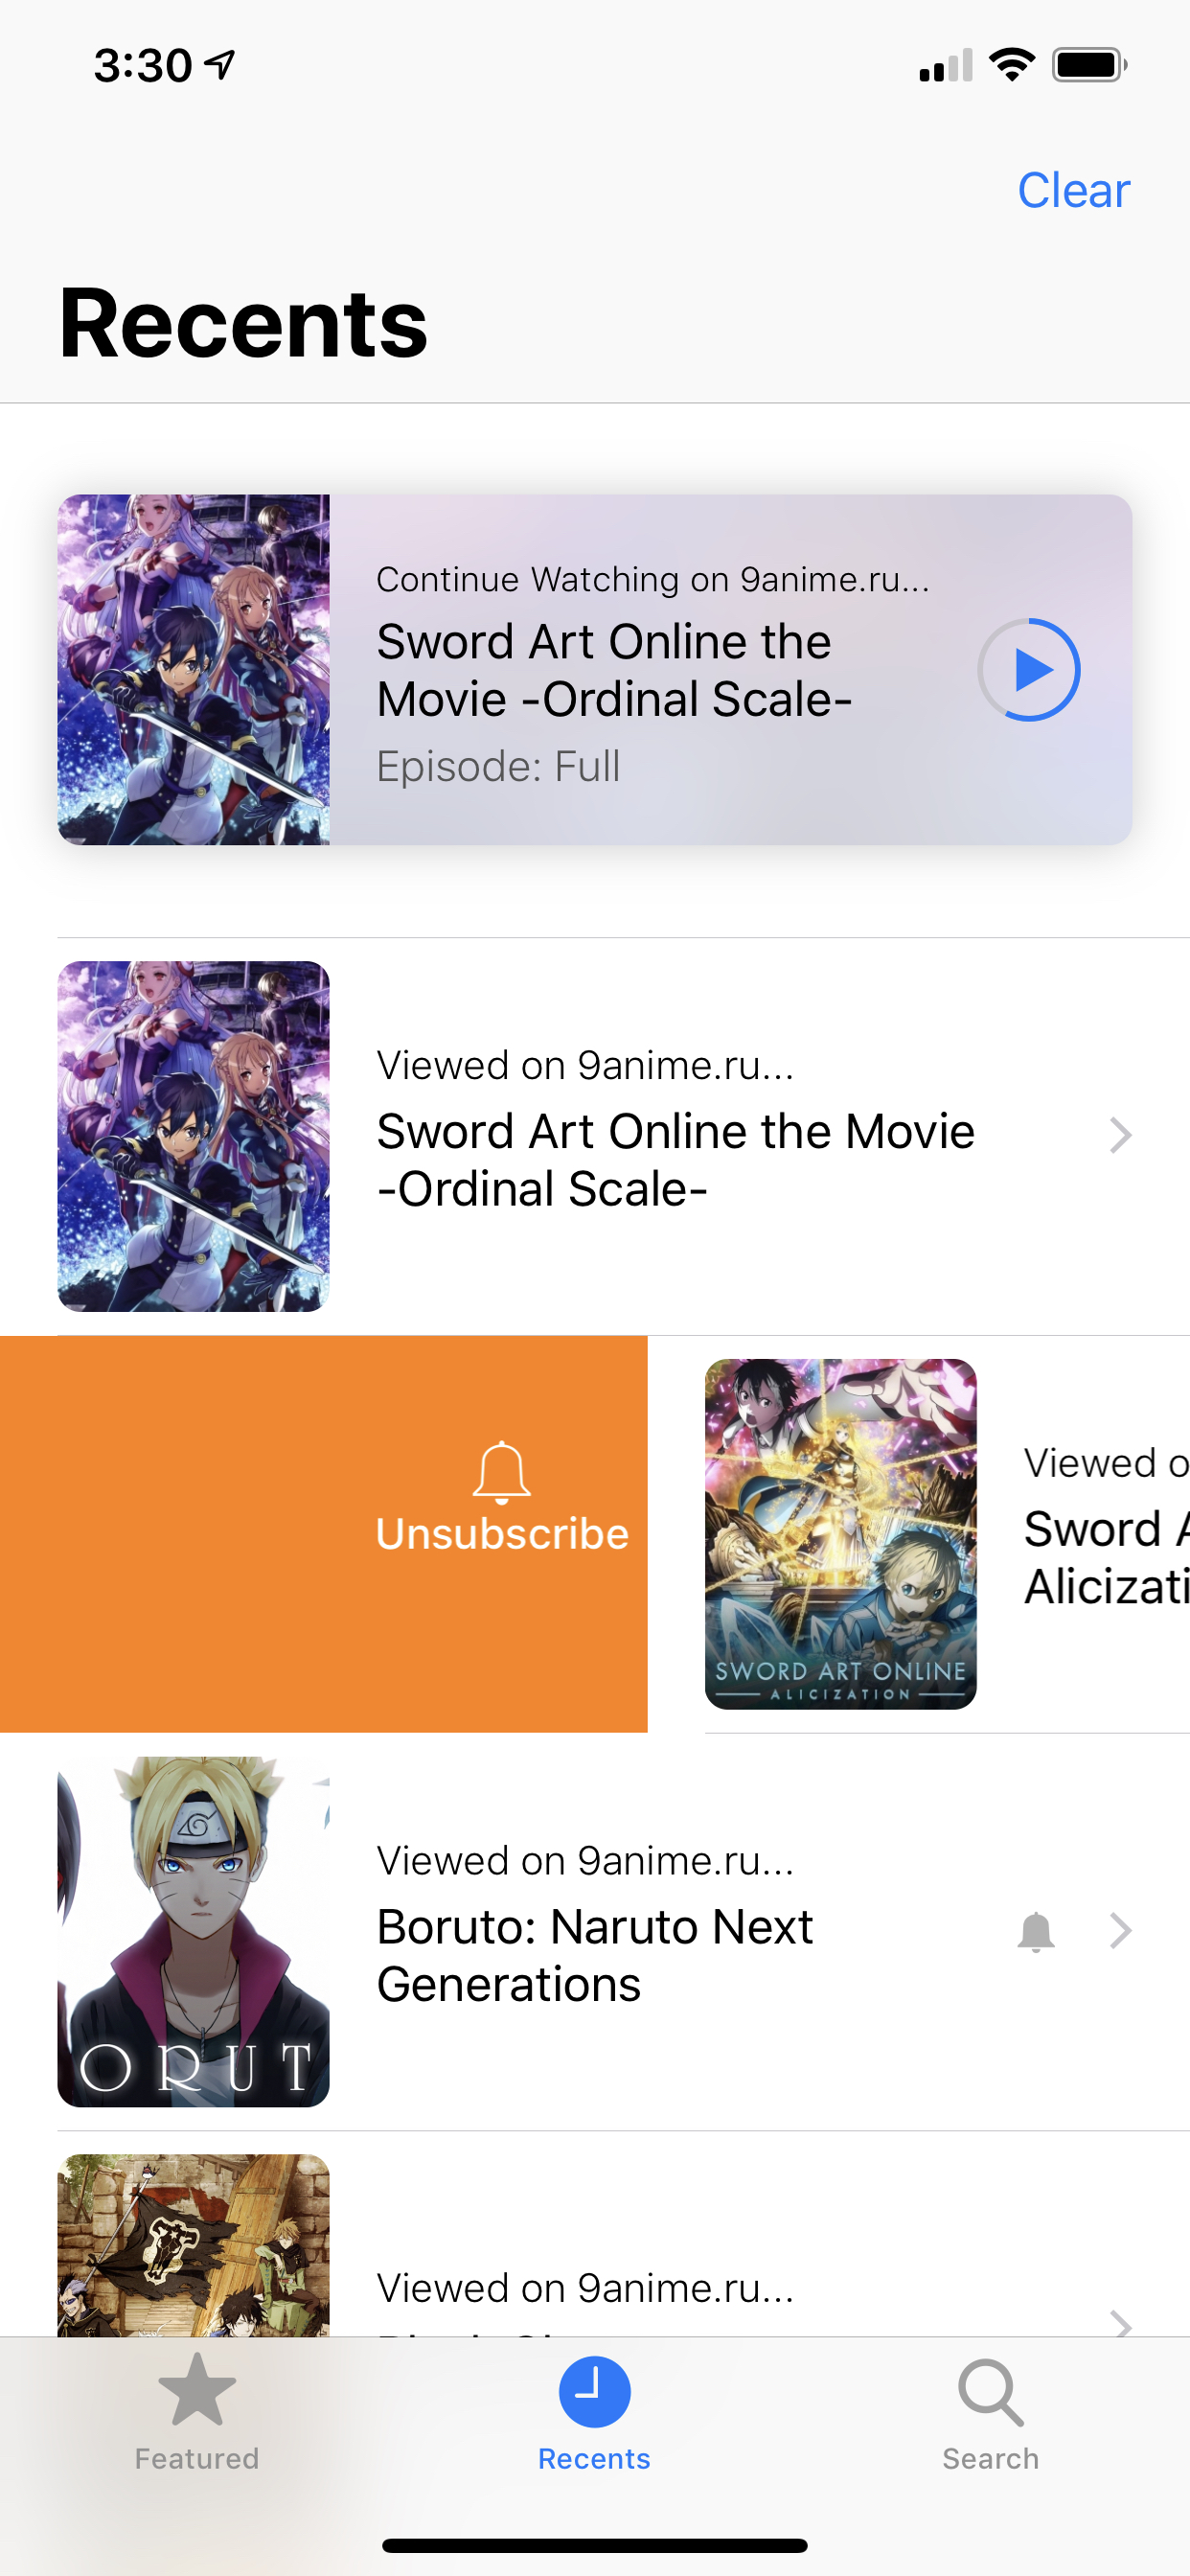 3:30
Clear
Recents
Continue Watching on 9anime.ru...
Sword Art Online the
Movie -Ordinal Scale-
Episode: Full
Viewed on 9anime.ru...
Sword Art Online the Movie
-Ordinal Scale-
Unsubscribe
SWORD ART ONLINE
ALICIZATION
Viewed o
Sword A
Alicizati
Viewed on 9anime.ru...
Boruto: Naruto Next
Generations
ORUT
Viewed on 9anime.ru...
Featured
Recents
Search